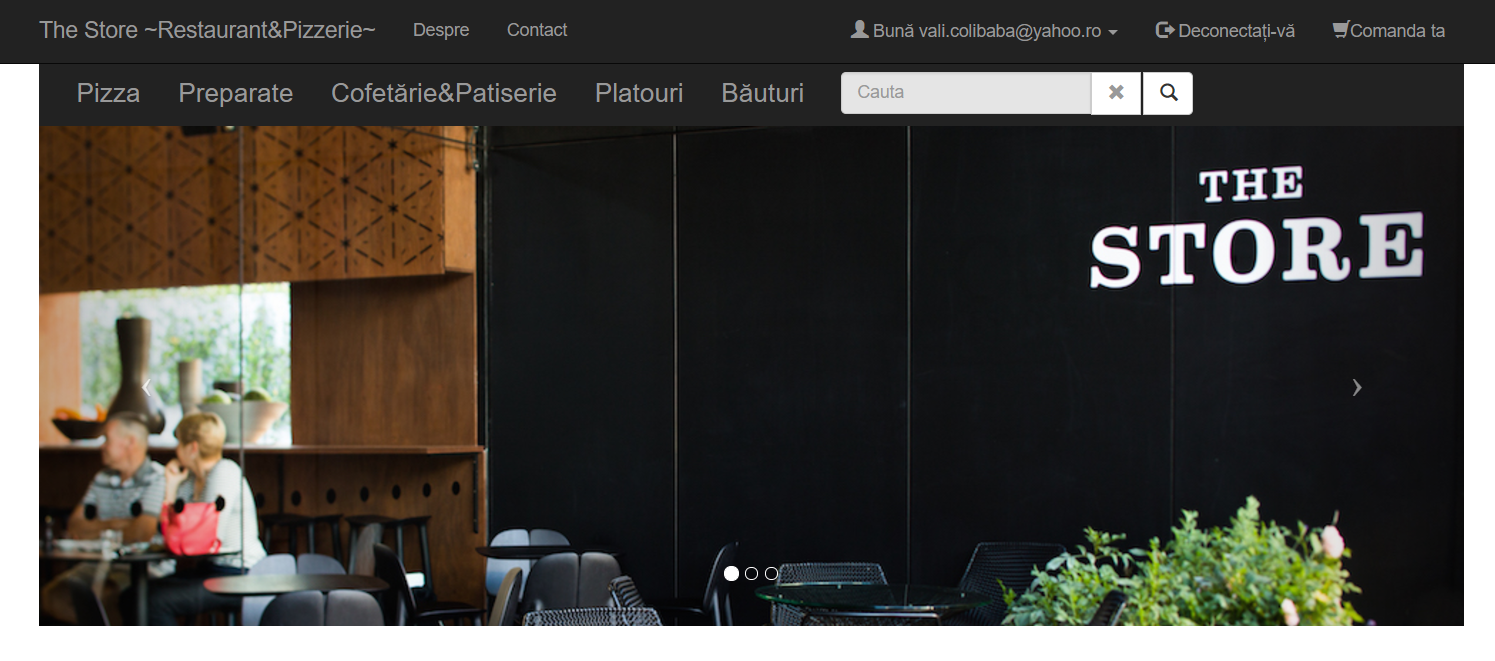 The Store ~Restaurant&Pizzerie~ Despre Contact Bună vali.colibaba@yahoo.ro Deconectați-vă Comanda ta
Pizza Preparate Cofetărie&Patiserie Platouri Băuturi Cauta
THE
STORE